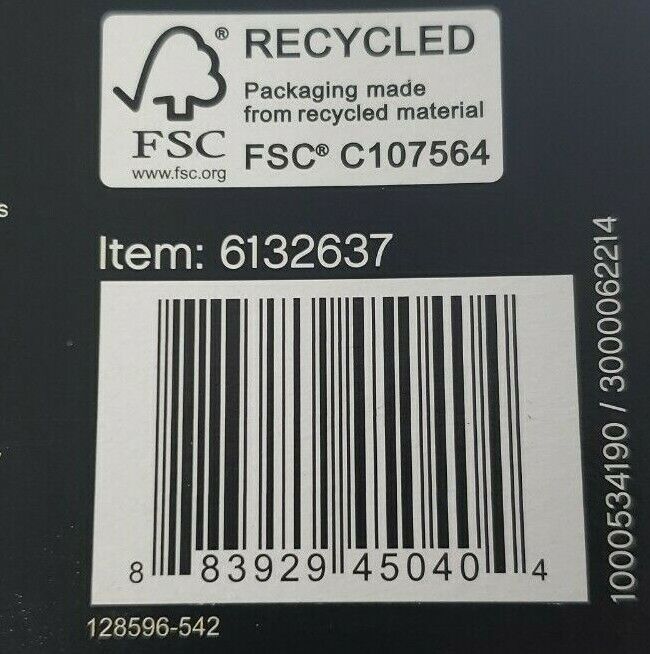 ® RECYCLED
Packaging made
from recycled material
FSC
www.fsc.org
FSC® C107564
s
Item: 6132637
8 83929 45040 4
128596-542
1000534190 / 3000062214